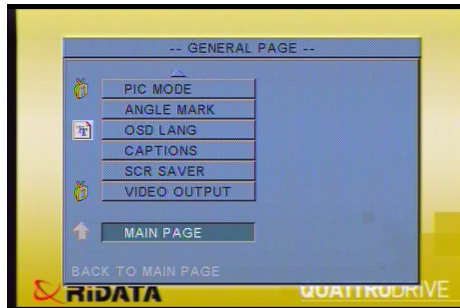 -- GENERAL PAGE --
PIC MODE
ANGLE MARK
OSD LANG
CAPTIONS
SCR SAVER
VIDEO OUTPUT
MAIN PAGE
BACK TO MAIN PAGE
RiDATA
QUATTRODRIVE